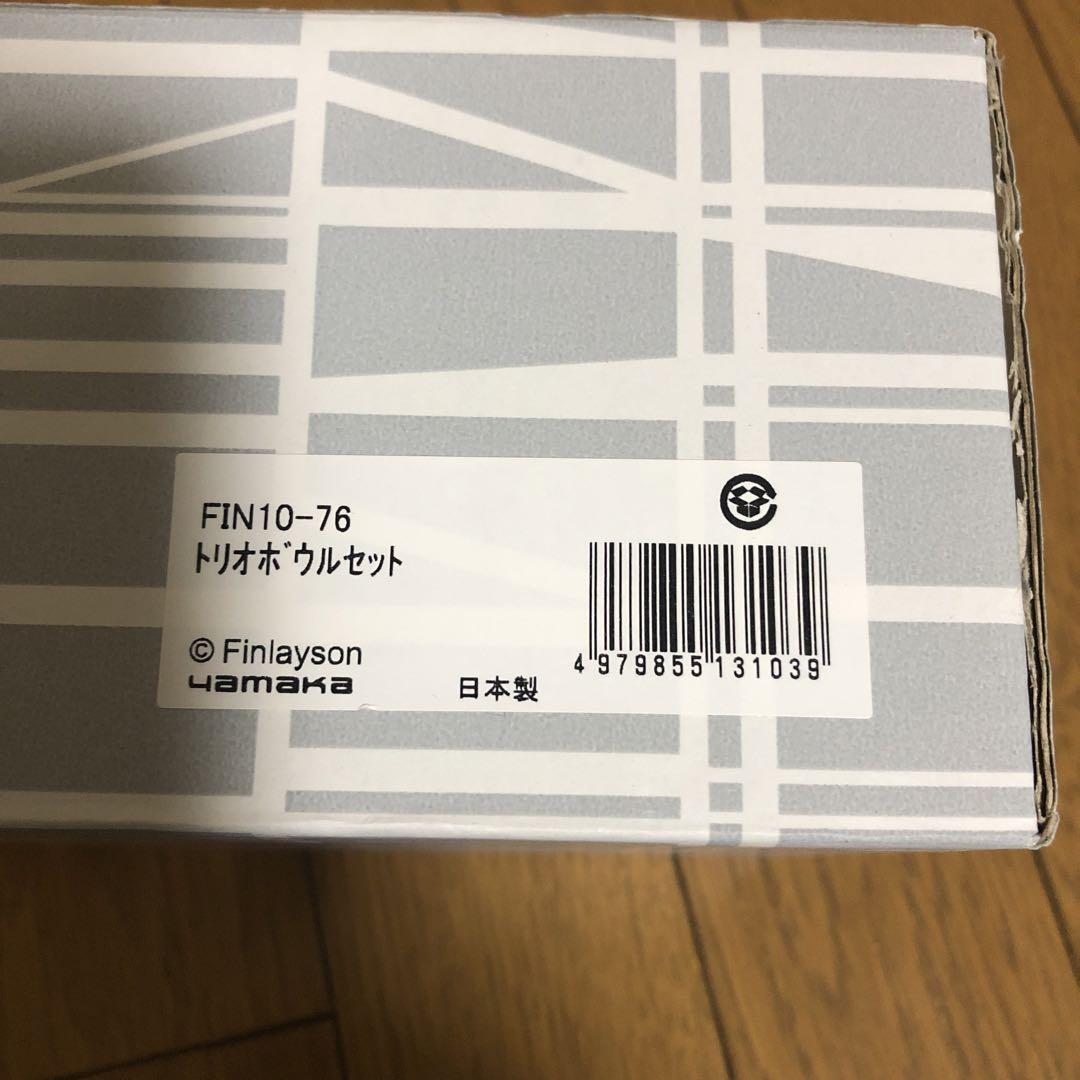 FIN10-76
トリオボウルセット
© Finlayson
yamaka
日本製
4 979855 131039